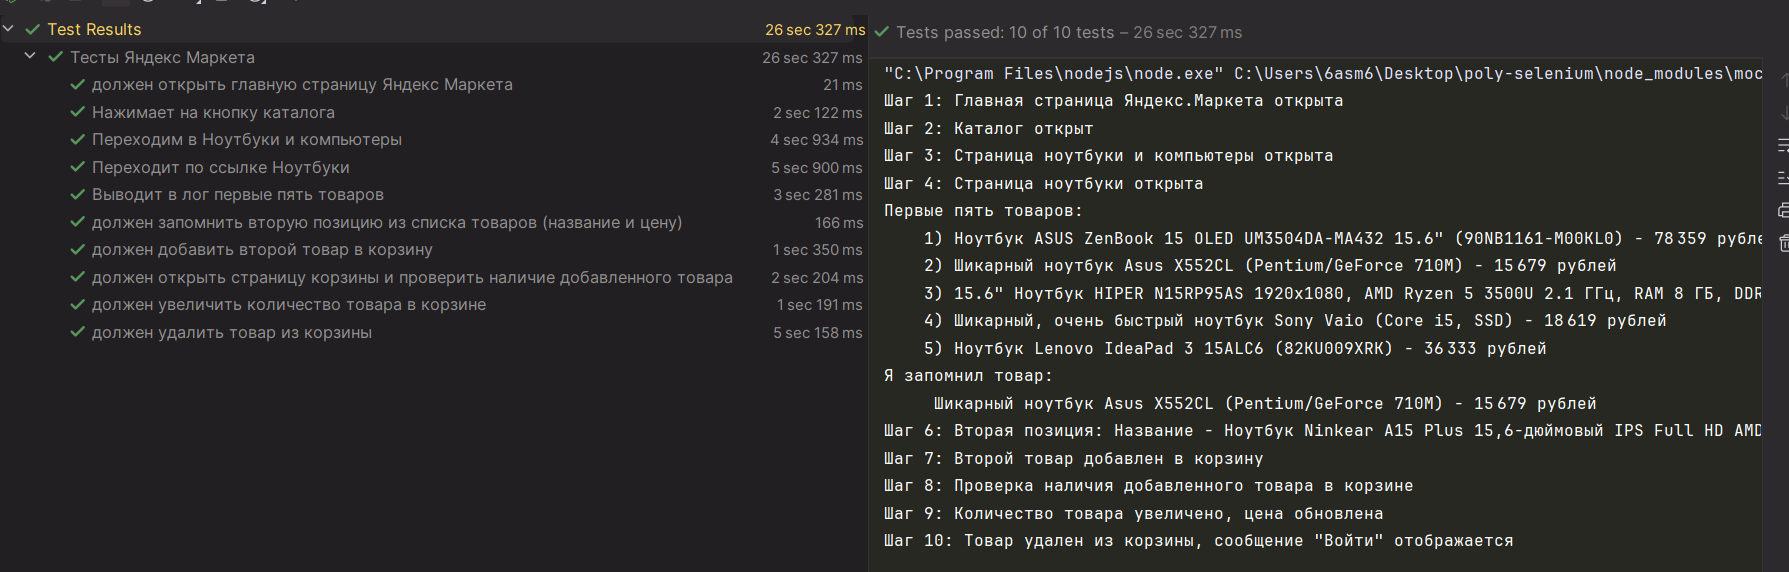 Test Results 26 sec 327 ms
Тесты Яндекс Маркета 26 sec 327 ms
должен открыть главную страницу Яндекс Маркета 21 ms
Нажимает на кнопку каталога 2 sec 122 ms
Переходим в Ноутбуки и компьютеры 4 sec 934 ms
Переходит по ссылке Ноутбуки 5 sec 900 ms
Выводит в лог первые пять товаров 3 sec 281 ms
должен запомнить вторую позицию из списка товаров (название и цену) 166 ms
должен добавить второй товар в корзину 1 sec 350 ms
должен открыть страницу корзины и проверить наличие добавленного товара 2 sec 204 ms
должен увеличить количество товара в корзине 1 sec 191 ms
должен удалить товар из корзины 5 sec 158 ms
Tests passed: 10 of 10 tests – 26 sec 327 ms
"C:\Program Files\nodejs\node.exe" C:\Users\6asm6\Desktop\poly-selenium\node_modules\moc
Шаг 1: Главная страница Яндекс.Маркета открыта
Шаг 2: Каталог открыт
Шаг 3: Страница ноутбуки и компьютеры открыта
Шаг 4: Страница ноутбуки открыта
Первые пять товаров:
1) Ноутбук ASUS ZenBook 15 OLED UM3504DA-MA432 15.6" (90NB1161-M00KL0) - 78 359 рубле
2) Шикарный ноутбук Asus X552CL (Pentium/GeForce 710M) - 15 679 рублей
3) 15.6" Ноутбук HIPER N15RP95AS 1920x1080, AMD Ryzen 5 3500U 2.1 ГГц, RAM 8 ГБ, DDR
4) Шикарный, очень быстрый ноутбук Sony Vaio (Core i5, SSD) - 18 619 рублей
5) Ноутбук Lenovo IdeaPad 3 15ALC6 (82KU009XRK) - 36 333 рублей
Я запомнил товар:
Шикарный ноутбук Asus X552CL (Pentium/GeForce 710M) - 15 679 рублей
Шаг 6: Вторая позиция: Название - Ноутбук Ninkear A15 Plus 15,6-дюймовый IPS Full HD AMD
Шаг 7: Второй товар добавлен в корзину
Шаг 8: Проверка наличия добавленного товара в корзине
Шаг 9: Количество товара увеличено, цена обновлена
Шаг 10: Товар удален из корзины, сообщение "Войти" отображается